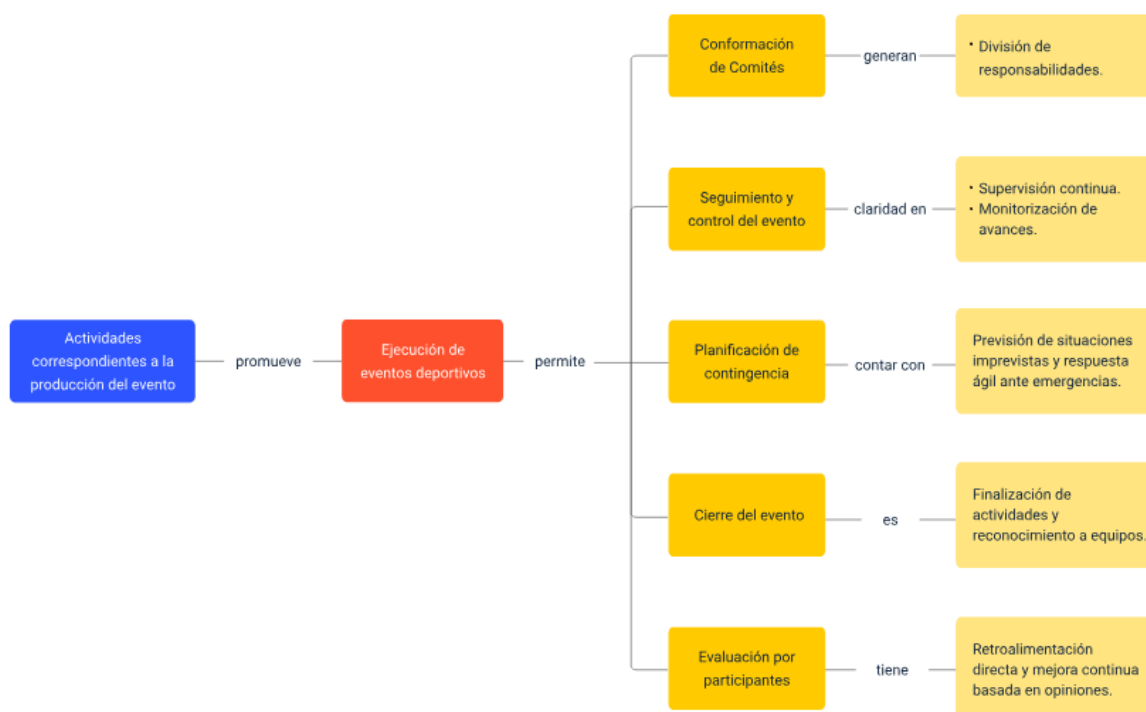 Actividades
correspondientes a la
producción del evento
promueve
Ejecución de
eventos deportivos
permite
Conformación
de Comités
generan
• División de
responsabilidades.
Seguimiento y
control del evento
claridad en
• Supervisión continua.
• Monitorización de
avances.
Planificación de
contingencia
contar con
Previsión de situaciones
imprevistas y respuesta
ágil ante emergencias.
Cierre del evento
es
Finalización de
actividades y
reconocimiento a equipos.
Evaluación por
participantes
tiene
Retroalimentación
directa y mejora continua
basada en opiniones.